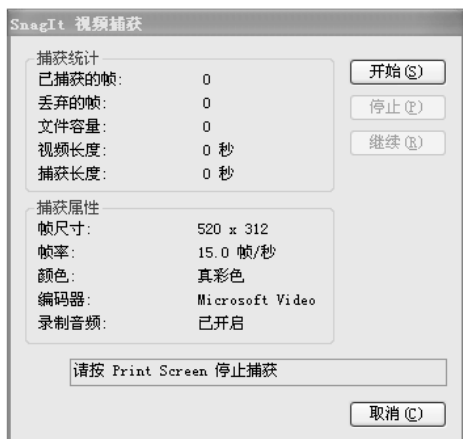 SnagIt 视频捕获
捕获统计
已捕获的帧: 0
丢弃的帧: 0
文件容量: 0
视频长度: 0 秒
捕获长度: 0 秒
开始(S)
停止(P)
继续(R)
捕获属性
帧尺寸: 520 x 312
帧率: 15.0 帧/秒
颜色: 真彩色
编码器: Microsoft Video
录制音频: 已开启
请按 Print Screen 停止捕获
取消(C)